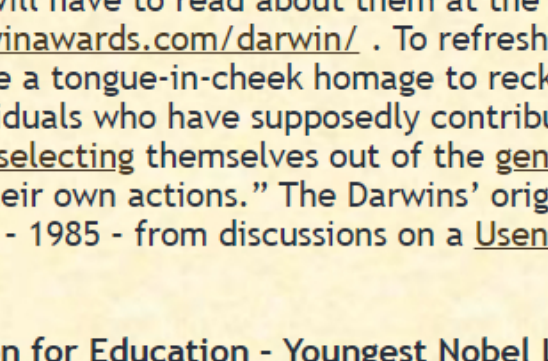 will have to read about them at the
winawards.com/darwin/ . To refresh
e a tongue-in-cheek homage to reck
duals who have supposedly contribu
selecting themselves out of the gen
eir own actions.” The Darwins’ orig
- 1985 - from discussions on a Usen
n for Education - Youngest Nobel